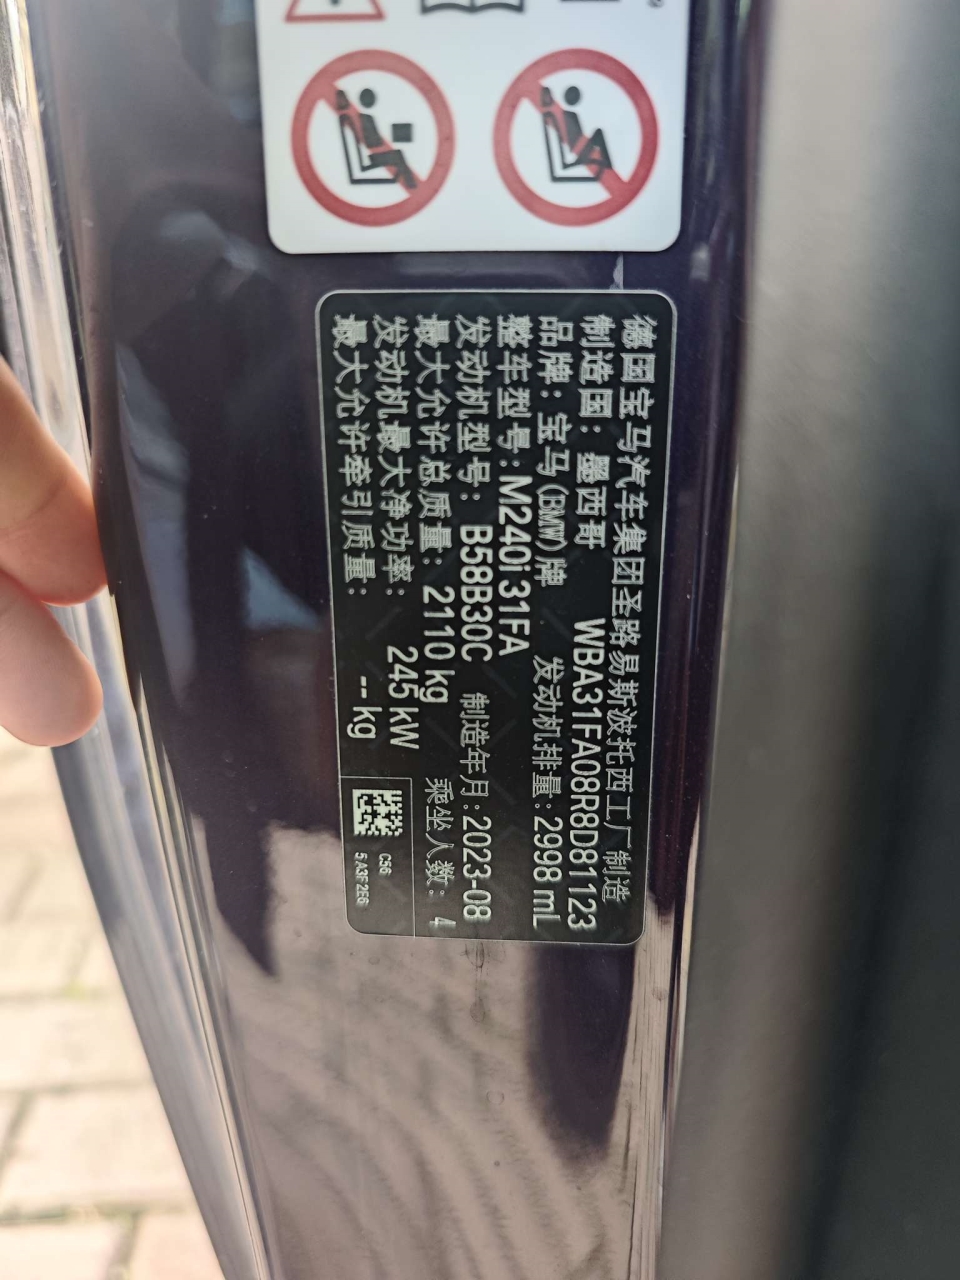 德国宝马汽车集团圣路易斯波托西工厂制造
制造国：墨西哥 WBA31FA08R8D81123
品牌：宝马(BMW)牌 发动机排量：2998 mL
整车型号：M240i 31FA
发动机型号：B58B30C 制造年月：2023-08
最大允许总质量：2110 kg 乘坐人数：4
发动机最大净功率：245 kW
最大允许牵引质量：-- kg
C56
5A3F2E6